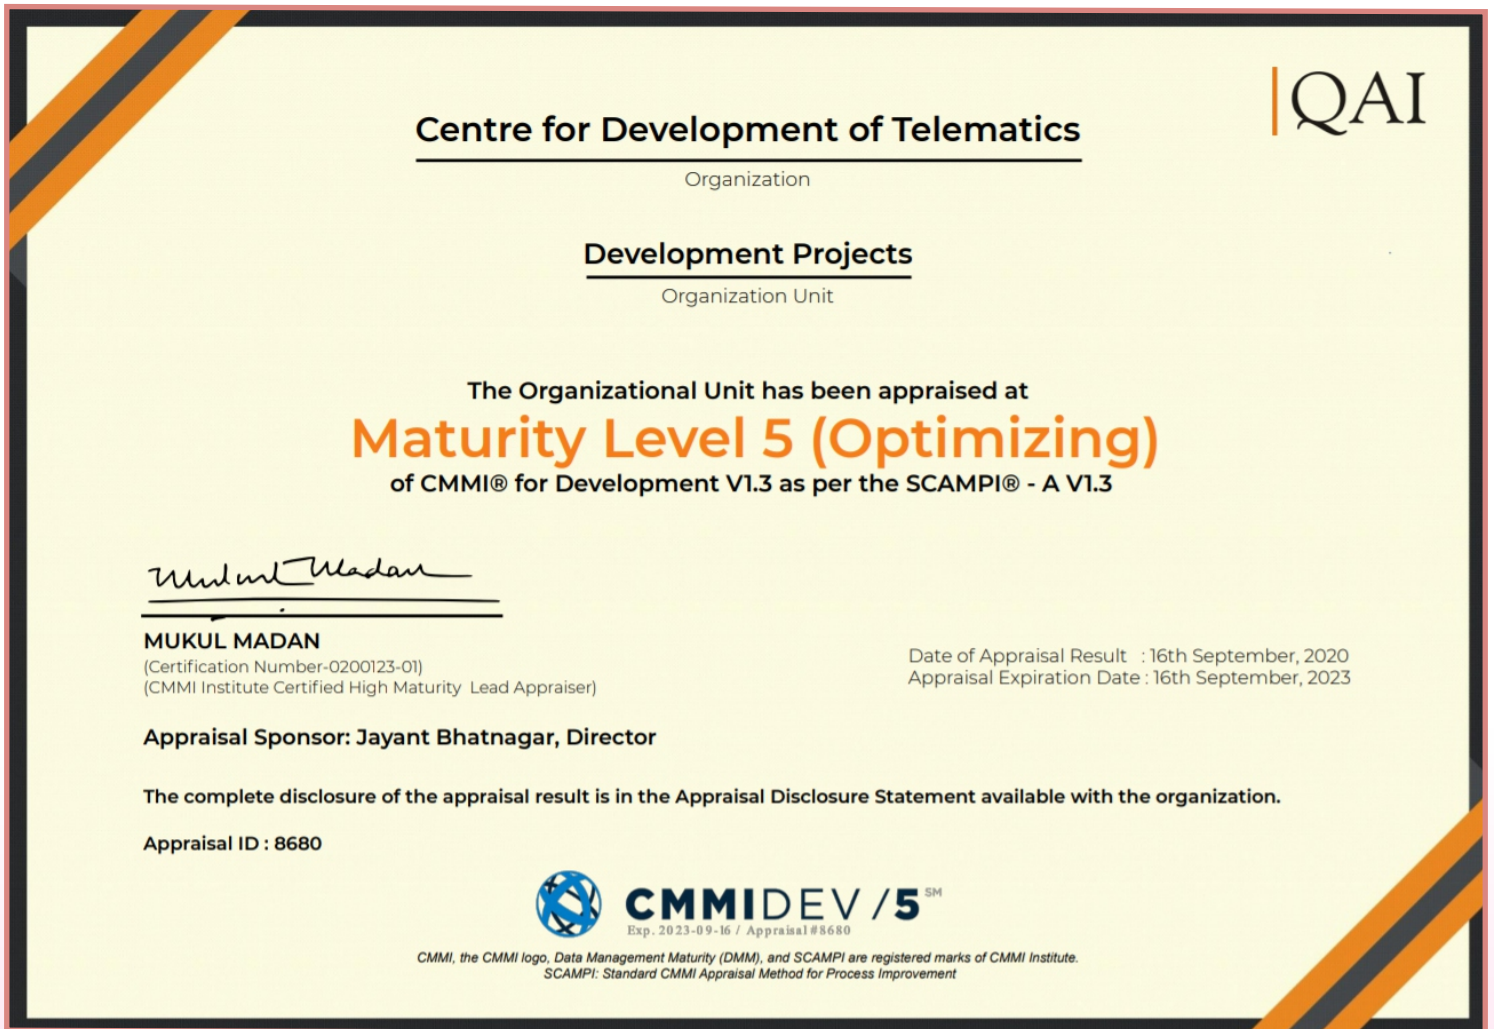 QAI
Centre for Development of Telematics
Organization
Development Projects
Organization Unit
The Organizational Unit has been appraised at
Maturity Level 5 (Optimizing)
of CMMI® for Development V1.3 as per the SCAMPI® - A V1.3
Mukul Madan
MUKUL MADAN
(Certification Number-0200123-01)
(CMMI Institute Certified High Maturity Lead Appraiser)
Date of Appraisal Result : 16th September, 2020
Appraisal Expiration Date : 16th September, 2023
Appraisal Sponsor: Jayant Bhatnagar, Director
The complete disclosure of the appraisal result is in the Appraisal Disclosure Statement available with the organization.
Appraisal ID : 8680
CMMIDEV /5 SM
Exp. 2023-09-16 / Appraisal #8680
CMMI, the CMMI logo, Data Management Maturity (DMM), and SCAMPI are registered marks of CMMI Institute.
SCAMPI: Standard CMMI Appraisal Method for Process Improvement